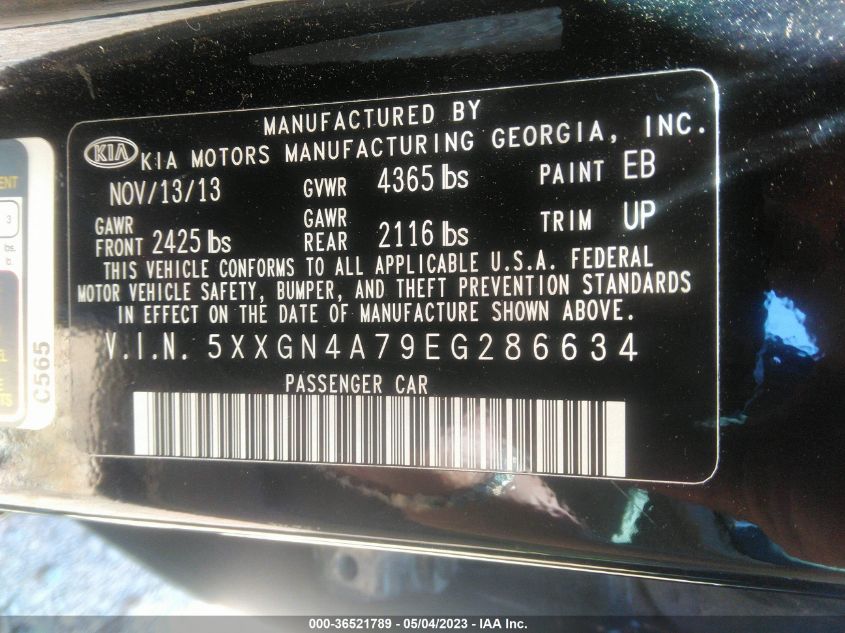 MANUFACTURED BY
KIA KIA MOTORS MANUFACTURING GEORGIA, INC.
NOV/13/13 GVWR 4365 lbs PAINT EB
GAWR FRONT 2425 lbs GAWR REAR 2116 lbs TRIM UP
THIS VEHICLE CONFORMS TO ALL APPLICABLE U.S.A. FEDERAL
MOTOR VEHICLE SAFETY, BUMPER, AND THEFT PREVENTION STANDARDS
IN EFFECT ON THE DATE OF MANUFACTURE SHOWN ABOVE.
V.I.N. 5XXGN4A79EG286634
PASSENGER CAR
C565
3
lbs.
000-36521789 - 05/04/2023 - IAA Inc.